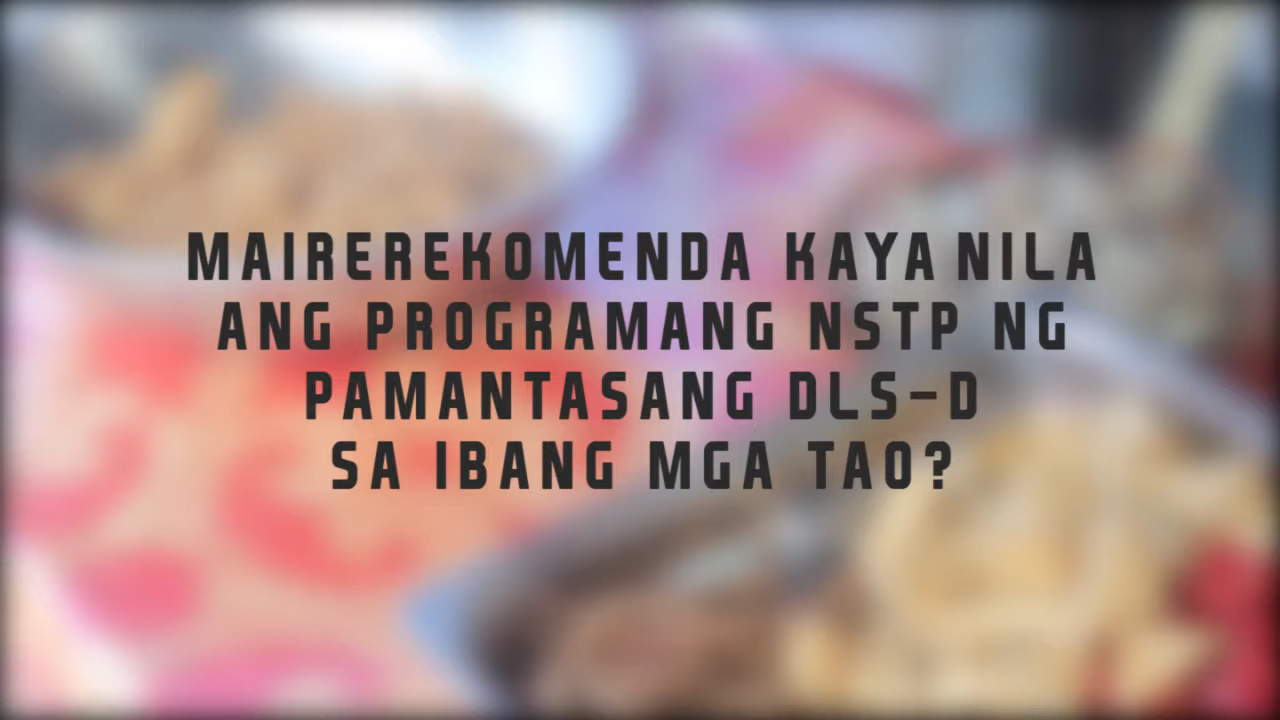 MAIREREKOMENDA KAYA NILA
ANG PROGRAMANG NSTP NG
PAMANTASANG DLS-D
SA IBANG MGA TAO?